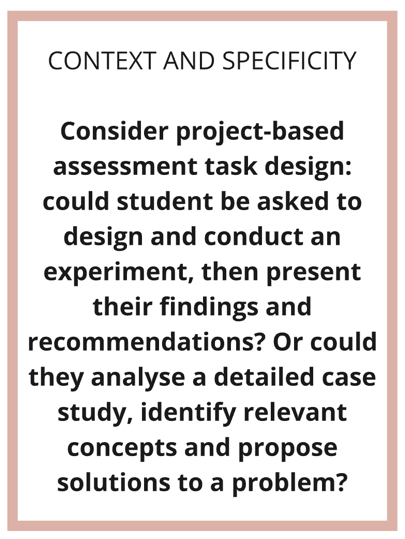 CONTEXT AND SPECIFICITY
Consider project-based
assessment task design:
could student be asked to
design and conduct an
experiment, then present
their findings and
recommendations? Or could
they analyse a detailed case
study, identify relevant
concepts and propose
solutions to a problem?